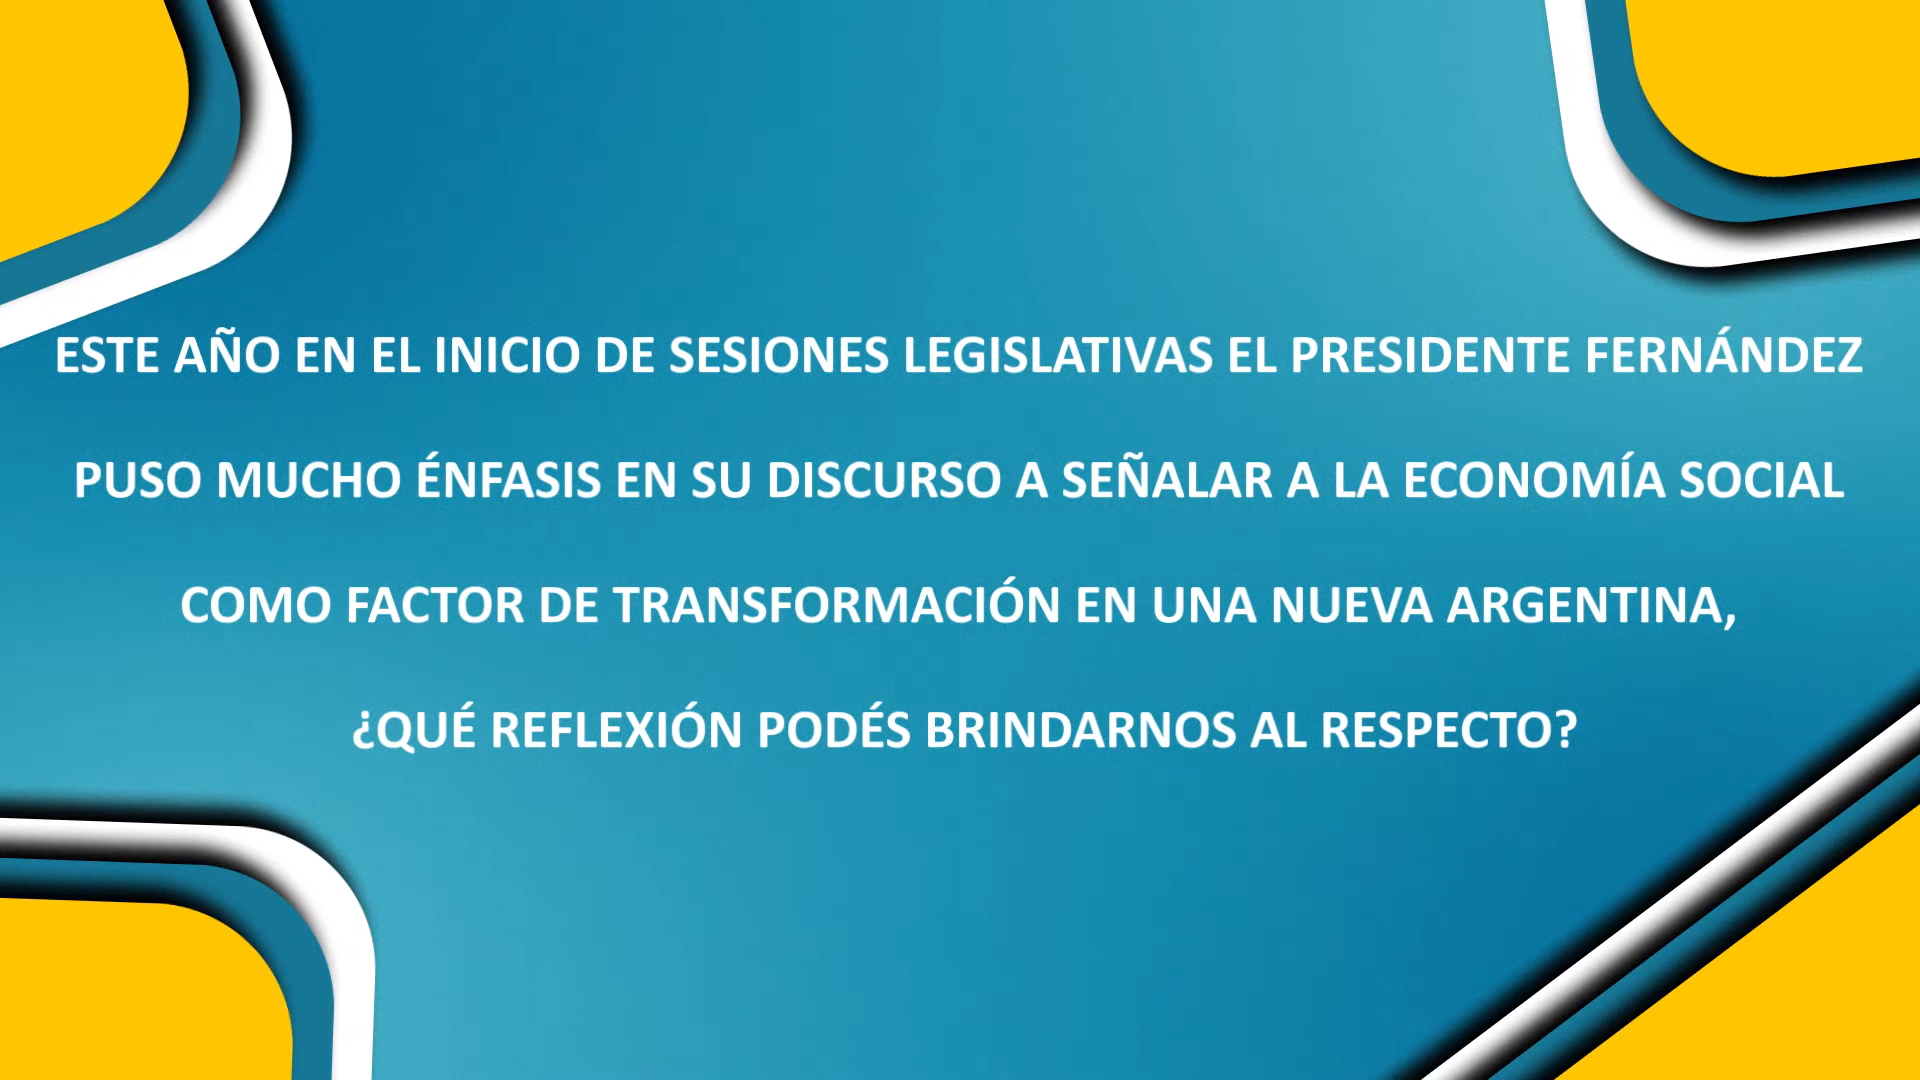 ESTE AÑO EN EL INICIO DE SESIONES LEGISLATIVAS EL PRESIDENTE FERNÁNDEZ
PUSO MUCHO ÉNFASIS EN SU DISCURSO A SEÑALAR A LA ECONOMÍA SOCIAL
COMO FACTOR DE TRANSFORMACIÓN EN UNA NUEVA ARGENTINA,
¿QUÉ REFLEXIÓN PODÉS BRINDARNOS AL RESPECTO?